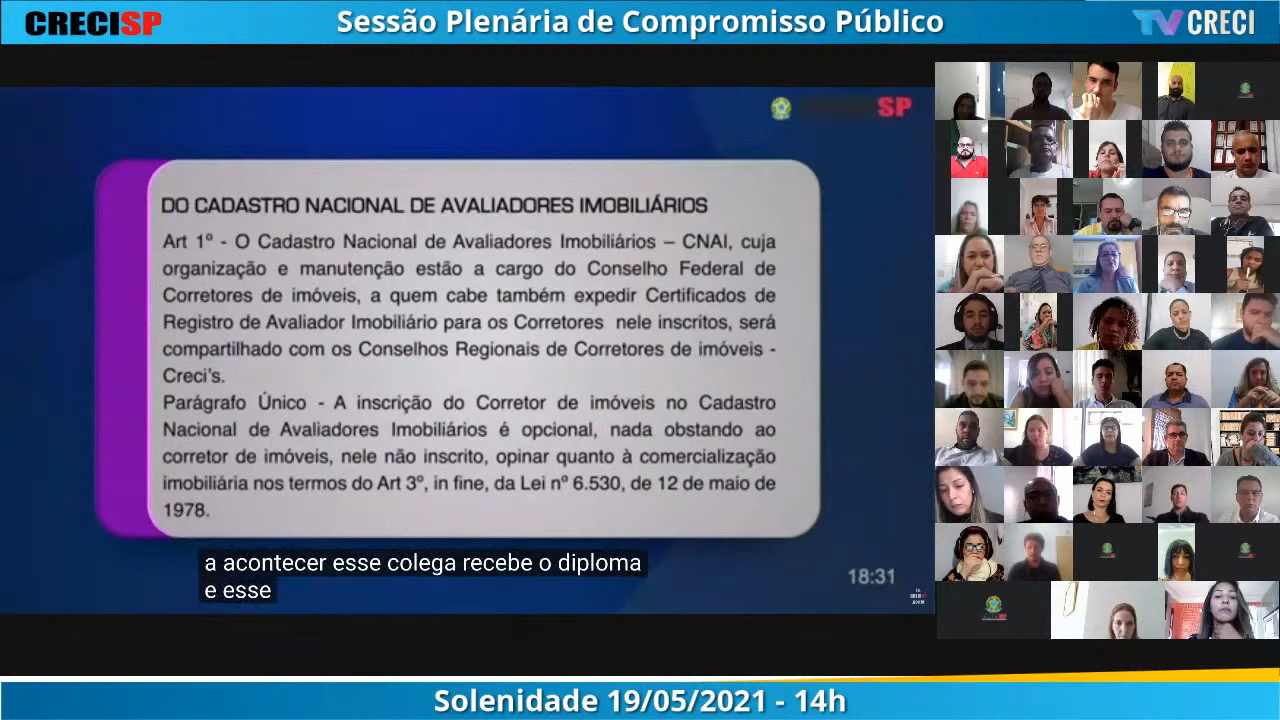 CRECISP
Sessão Plenária de Compromisso Público
TV CRECI
SP
DO CADASTRO NACIONAL DE AVALIADORES IMOBILIÁRIOS
Art 1º - O Cadastro Nacional de Avaliadores Imobiliários – CNAI, cuja
organização e manutenção estão a cargo do Conselho Federal de
Corretores de imóveis, a quem cabe também expedir Certificados de
Registro de Avaliador Imobiliário para os Corretores nele inscritos, será
compartilhado com os Conselhos Regionais de Corretores de imóveis -
Creci's.
Parágrafo Único - A inscrição do Corretor de imóveis no Cadastro
Nacional de Avaliadores Imobiliários é opcional, nada obstando ao
corretor de imóveis, nele não inscrito, opinar quanto à comercialização
imobiliária nos termos do Art 3º, in fine, da Lei nº 6.530, de 12 de maio de
1978.
a acontecer esse colega recebe o diploma
e esse
18:31
Solenidade 19/05/2021 - 14h